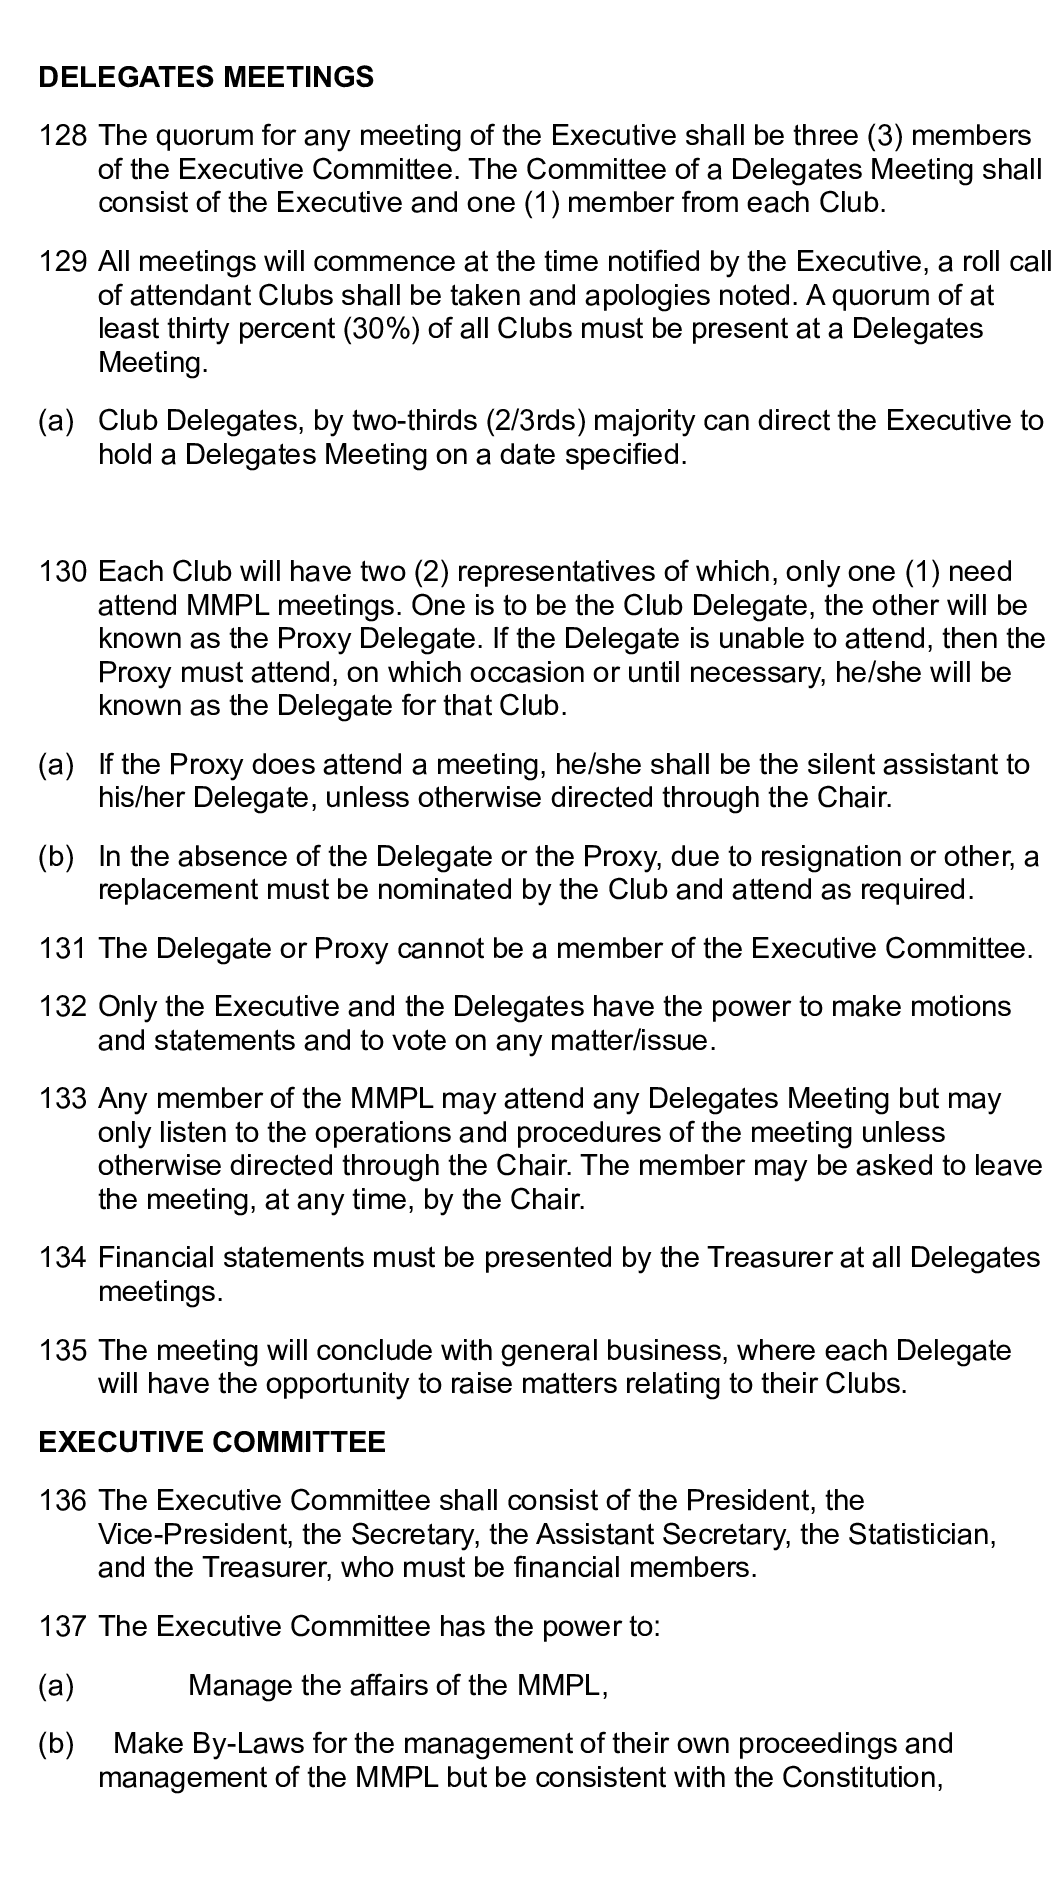 DELEGATES MEETINGS
128 The quorum for any meeting of the Executive shall be three (3) members
of the Executive Committee. The Committee of a Delegates Meeting shall
consist of the Executive and one (1) member from each Club.
129 All meetings will commence at the time notified by the Executive, a roll call
of attendant Clubs shall be taken and apologies noted. A quorum of at
least thirty percent (30%) of all Clubs must be present at a Delegates
Meeting.
(a) Club Delegates, by two-thirds (2/3rds) majority can direct the Executive to
hold a Delegates Meeting on a date specified.
130 Each Club will have two (2) representatives of which, only one (1) need
attend MMPL meetings. One is to be the Club Delegate, the other will be
known as the Proxy Delegate. If the Delegate is unable to attend, then the
Proxy must attend, on which occasion or until necessary, he/she will be
known as the Delegate for that Club.
(a) If the Proxy does attend a meeting, he/she shall be the silent assistant to
his/her Delegate, unless otherwise directed through the Chair.
(b) In the absence of the Delegate or the Proxy, due to resignation or other, a
replacement must be nominated by the Club and attend as required.
131 The Delegate or Proxy cannot be a member of the Executive Committee.
132 Only the Executive and the Delegates have the power to make motions
and statements and to vote on any matter/issue.
133 Any member of the MMPL may attend any Delegates Meeting but may
only listen to the operations and procedures of the meeting unless
otherwise directed through the Chair. The member may be asked to leave
the meeting, at any time, by the Chair.
134 Financial statements must be presented by the Treasurer at all Delegates
meetings.
135 The meeting will conclude with general business, where each Delegate
will have the opportunity to raise matters relating to their Clubs.
EXECUTIVE COMMITTEE
136 The Executive Committee shall consist of the President, the
Vice-President, the Secretary, the Assistant Secretary, the Statistician,
and the Treasurer, who must be financial members.
137 The Executive Committee has the power to:
(a) Manage the affairs of the MMPL,
(b) Make By-Laws for the management of their own proceedings and
management of the MMPL but be consistent with the Constitution,